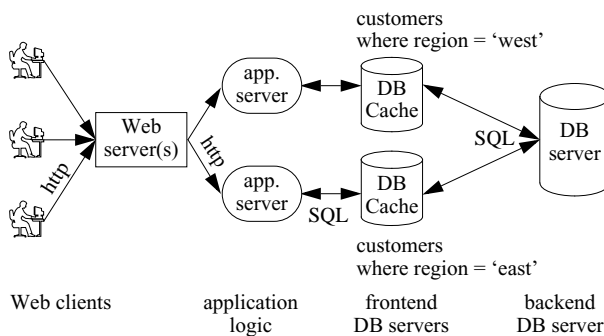 customers
where region = ‘west’
app.
server
DB
Cache
Web
server(s)
http
http
SQL
DB
server
app.
server
SQL
DB
Cache
customers
where region = ‘east’
Web clients
application
logic
frontend
DB servers
backend
DB server